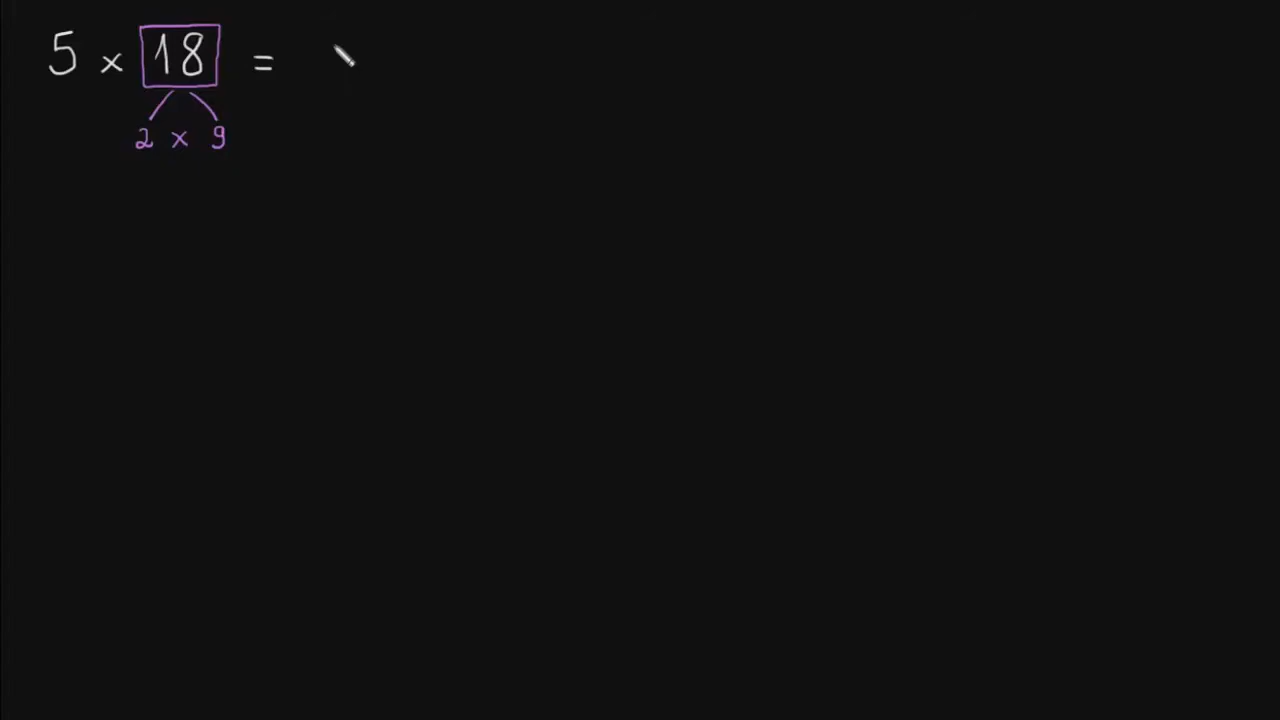 5 × 18 =
2 × 9